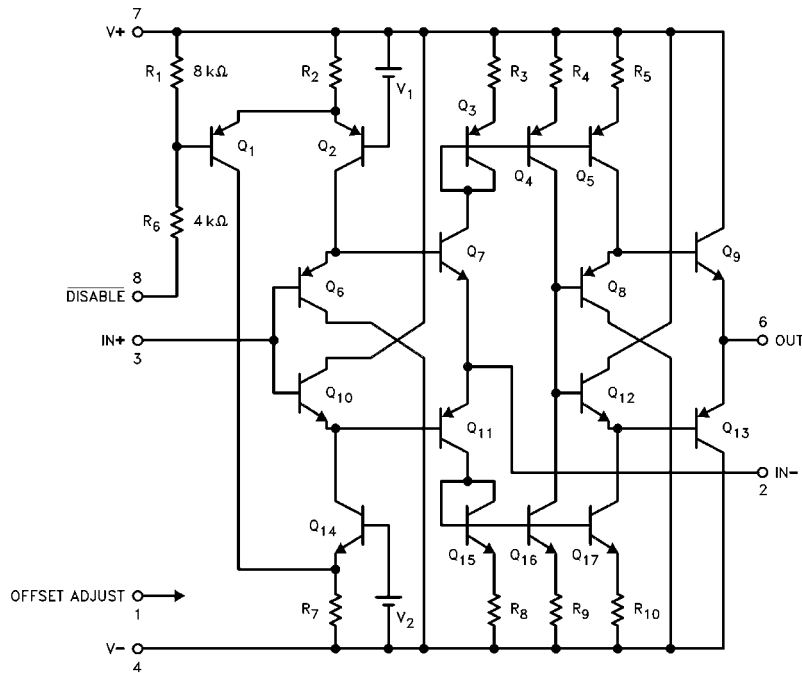 7
V+
R1 8 kΩ
R2
V1
R3
R4
R5
Q3
Q1
Q2
Q4
Q5
R6 4 kΩ
8
DISABLE
Q7
Q9
Q6
Q8
IN+
3
6
OUT
Q10
Q12
Q11
Q13
IN-
2
Q14
Q15
Q16
Q17
OFFSET ADJUST
1
R7
V2
R8
R9
R10
V-
4